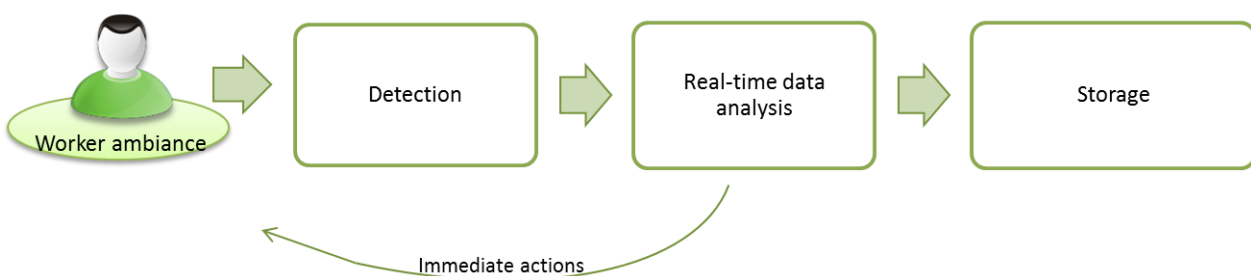 Worker ambiance
Detection
Real-time data
analysis
Storage
Immediate actions